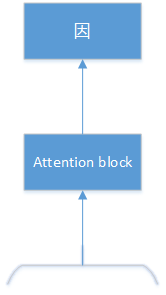 因
Attention block